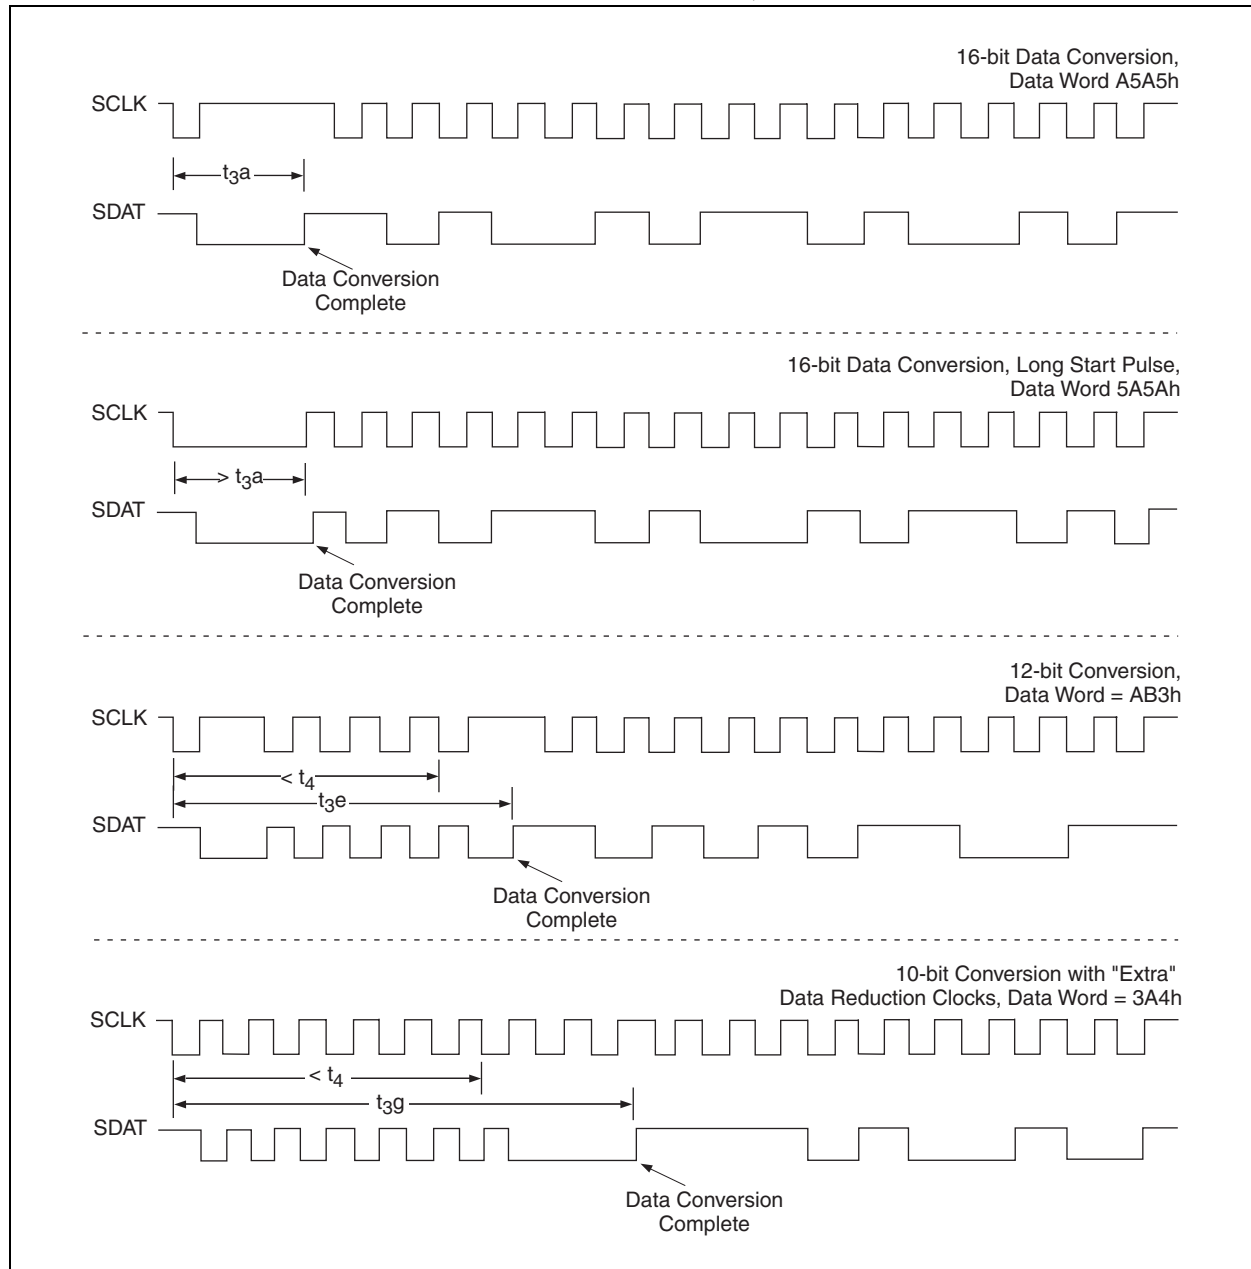 16-bit Data Conversion,
Data Word A5A5h
SCLK
t3a
SDAT
Data Conversion
Complete
16-bit Data Conversion, Long Start Pulse,
Data Word 5A5Ah
SCLK
> t3a
SDAT
Data Conversion
Complete
12-bit Conversion,
Data Word = AB3h
SCLK
< t4
t3e
SDAT
Data Conversion
Complete
10-bit Conversion with "Extra"
Data Reduction Clocks, Data Word = 3A4h
SCLK
< t4
t3g
SDAT
Data Conversion
Complete